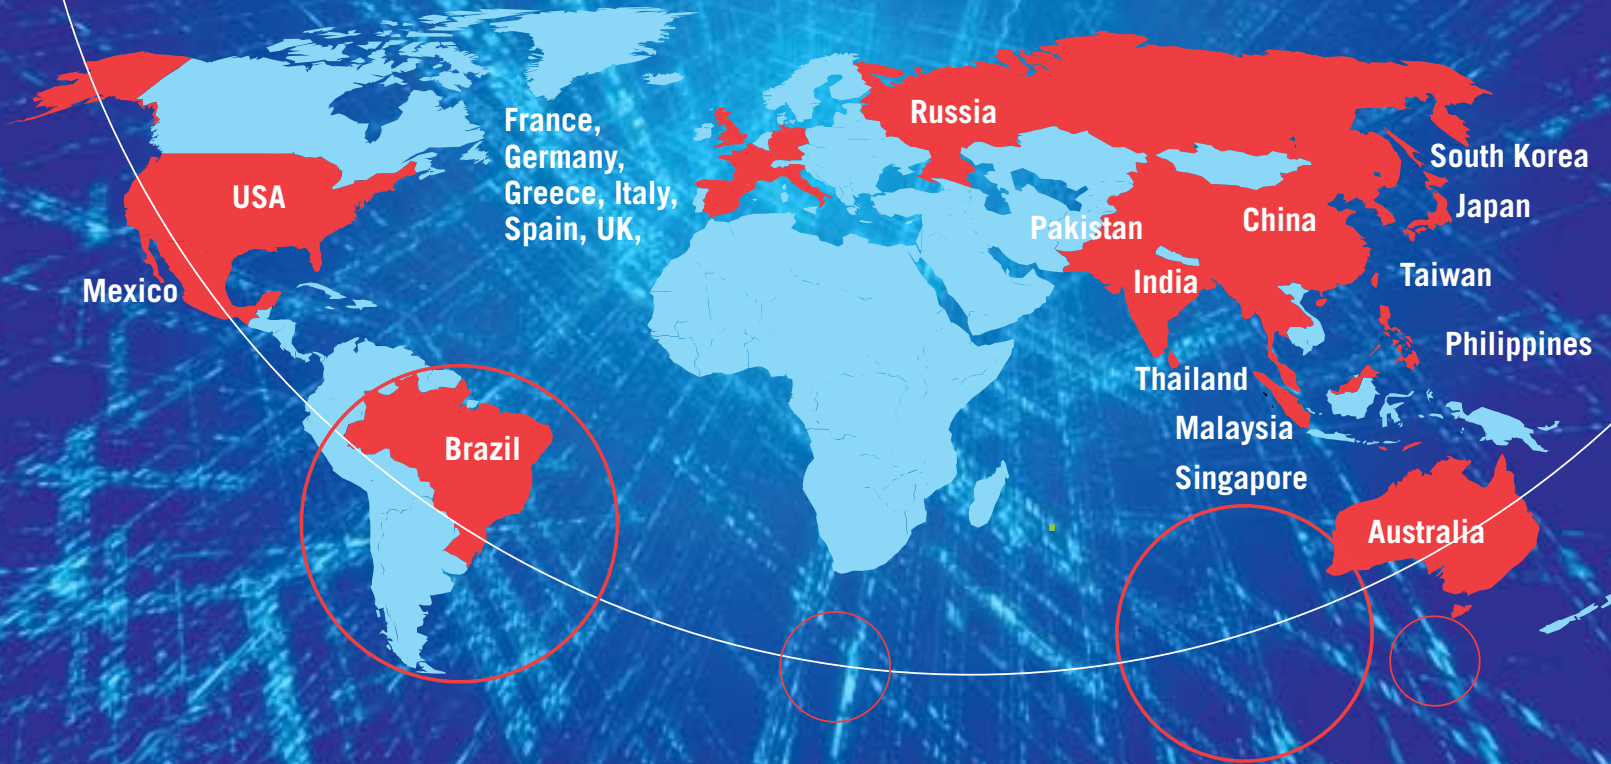 France,
Germany,
Greece, Italy,
Spain, UK,
Russia
South Korea
USA
Japan
Pakistan
China
Mexico
India
Taiwan
Philippines
Thailand
Malaysia
Brazil
Singapore
Australia